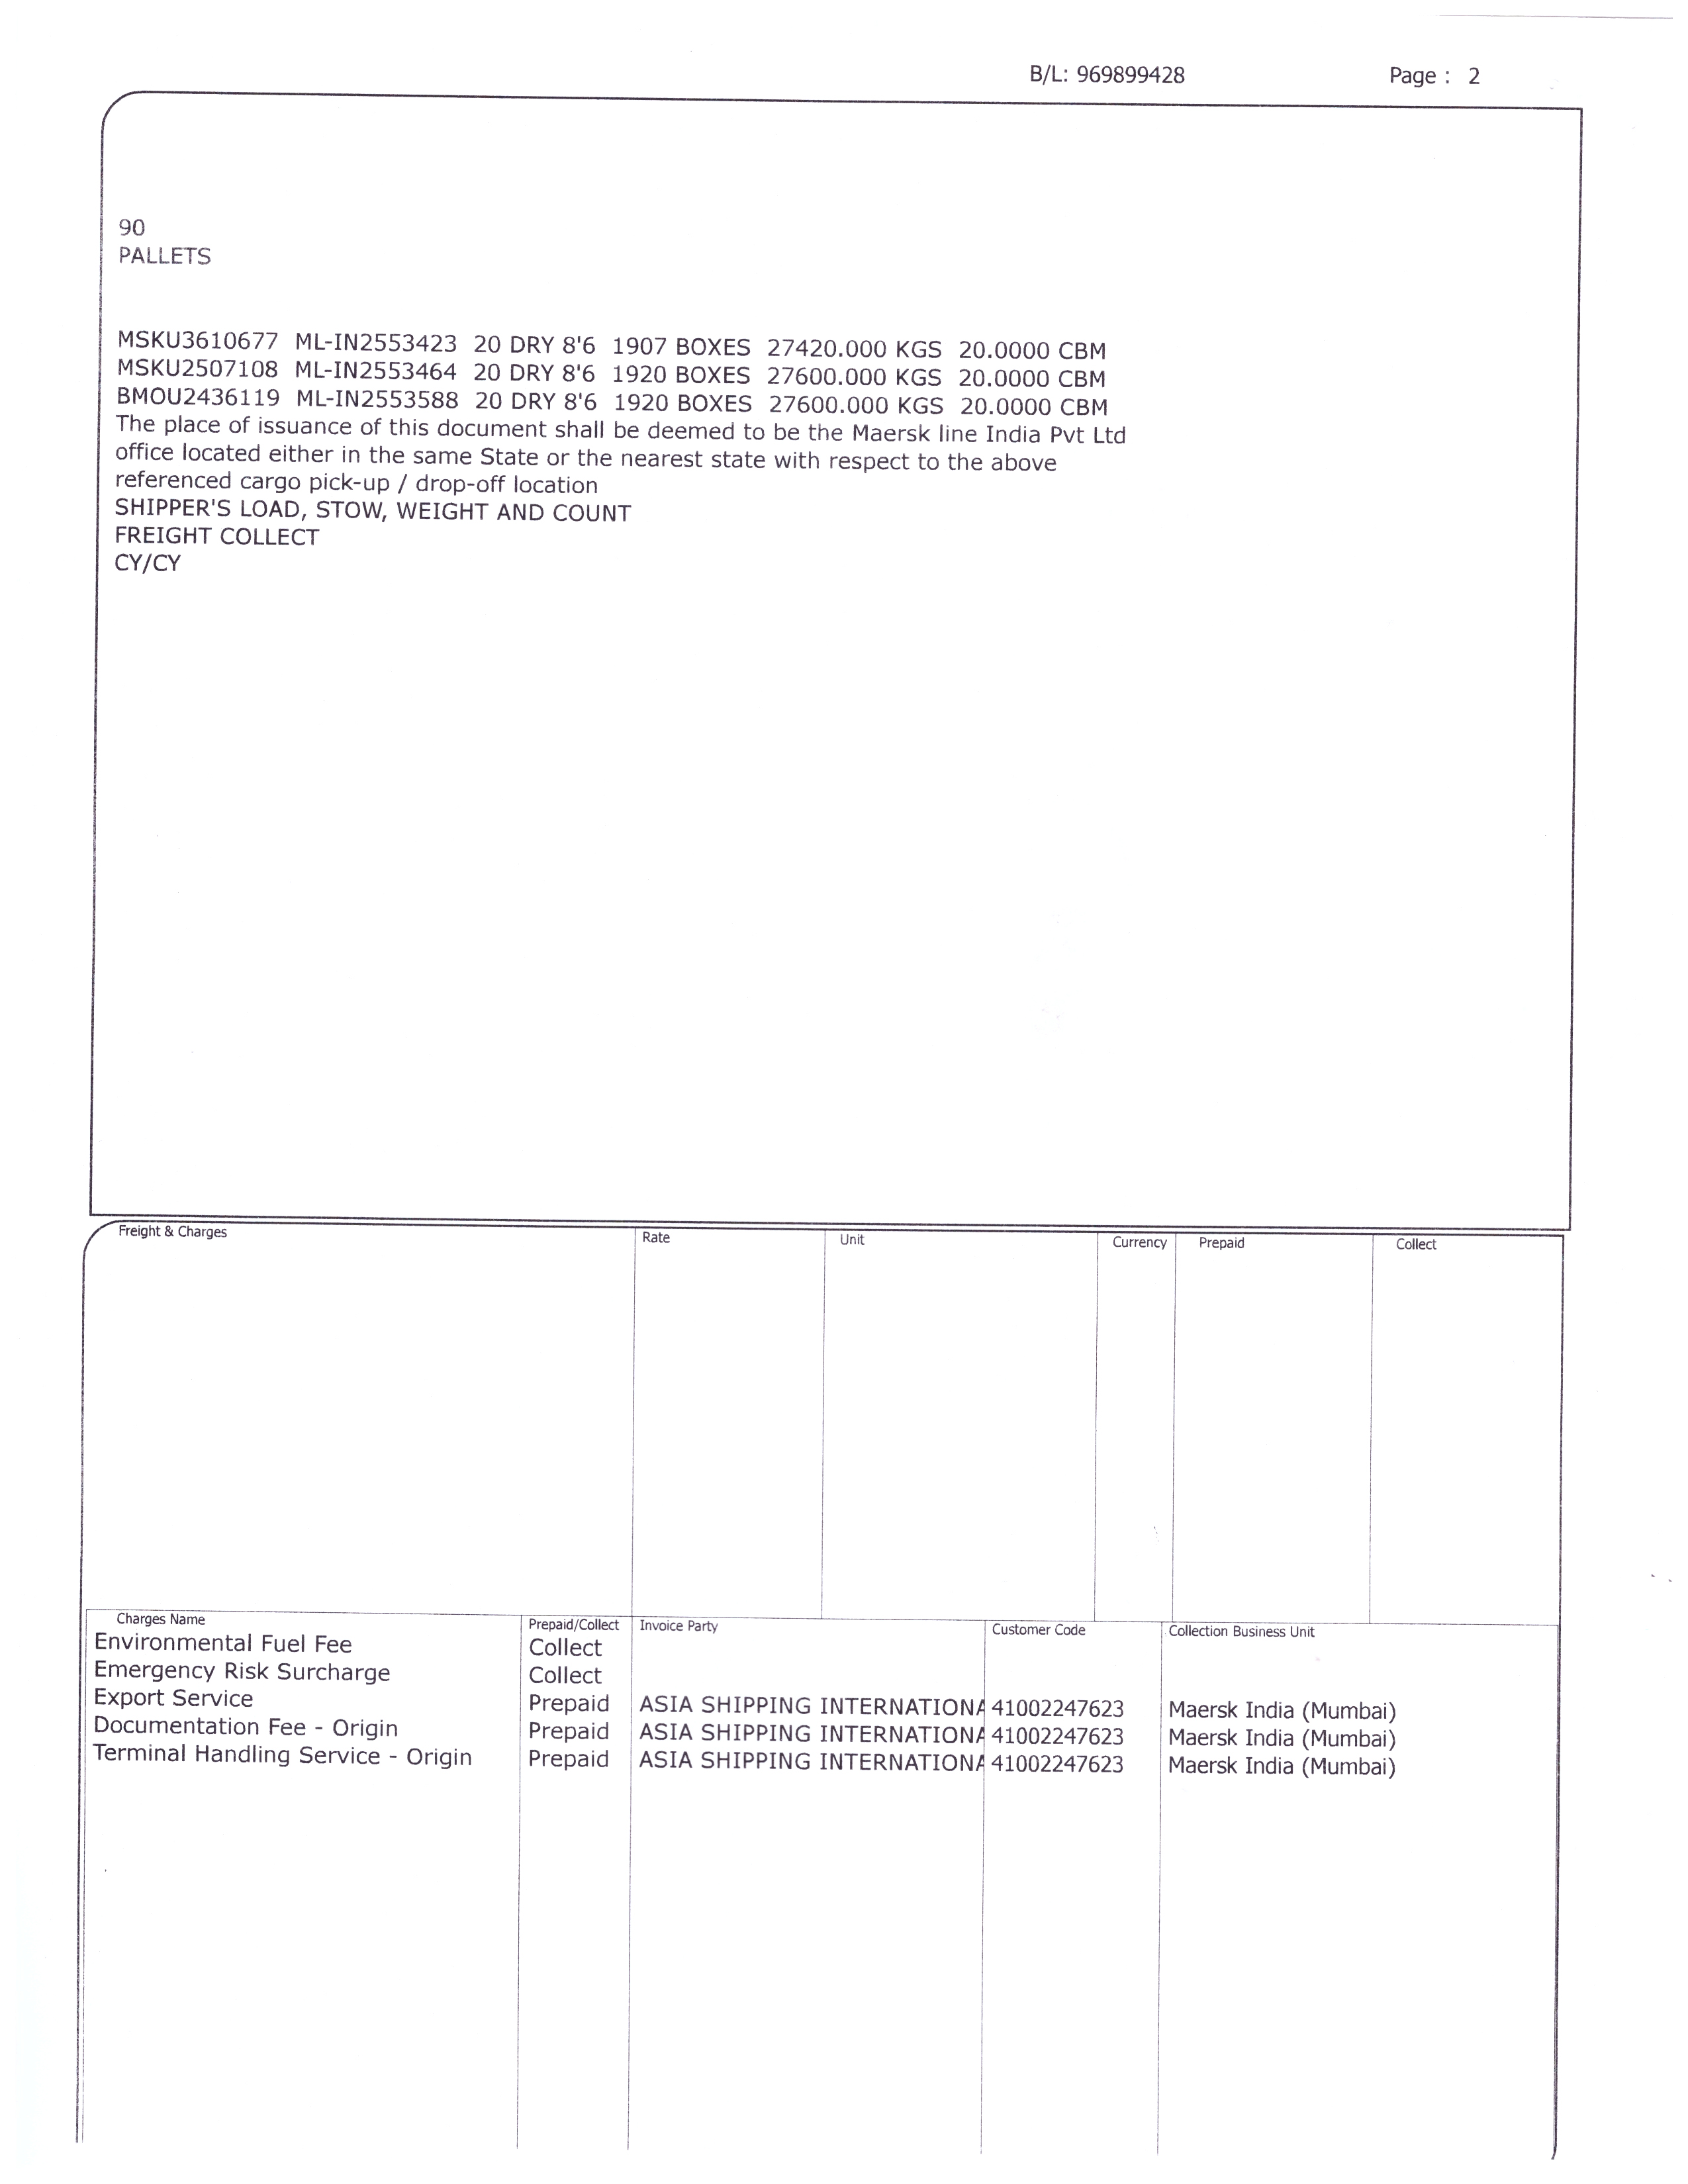 B/L: 969899428 Page : 2
90
PALLETS
MSKU3610677 ML-IN2553423 20 DRY 8'6 1907 BOXES 27420.000 KGS 20.0000 CBM
MSKU2507108 ML-IN2553464 20 DRY 8'6 1920 BOXES 27600.000 KGS 20.0000 CBM
BMOU2436119 ML-IN2553588 20 DRY 8'6 1920 BOXES 27600.000 KGS 20.0000 CBM
The place of issuance of this document shall be deemed to be the Maersk line India Pvt Ltd
office located either in the same State or the nearest state with respect to the above
referenced cargo pick-up / drop-off location
SHIPPER'S LOAD, STOW, WEIGHT AND COUNT
FREIGHT COLLECT
CY/CY
Freight & Charges Rate Unit Currency Prepaid Collect
Charges Name Prepaid/Collect Invoice Party Customer Code Collection Business Unit
Environmental Fuel Fee Collect
Emergency Risk Surcharge Collect
Export Service Prepaid ASIA SHIPPING INTERNATIONA 41002247623 Maersk India (Mumbai)
Documentation Fee - Origin Prepaid ASIA SHIPPING INTERNATIONA 41002247623 Maersk India (Mumbai)
Terminal Handling Service - Origin Prepaid ASIA SHIPPING INTERNATIONA 41002247623 Maersk India (Mumbai)